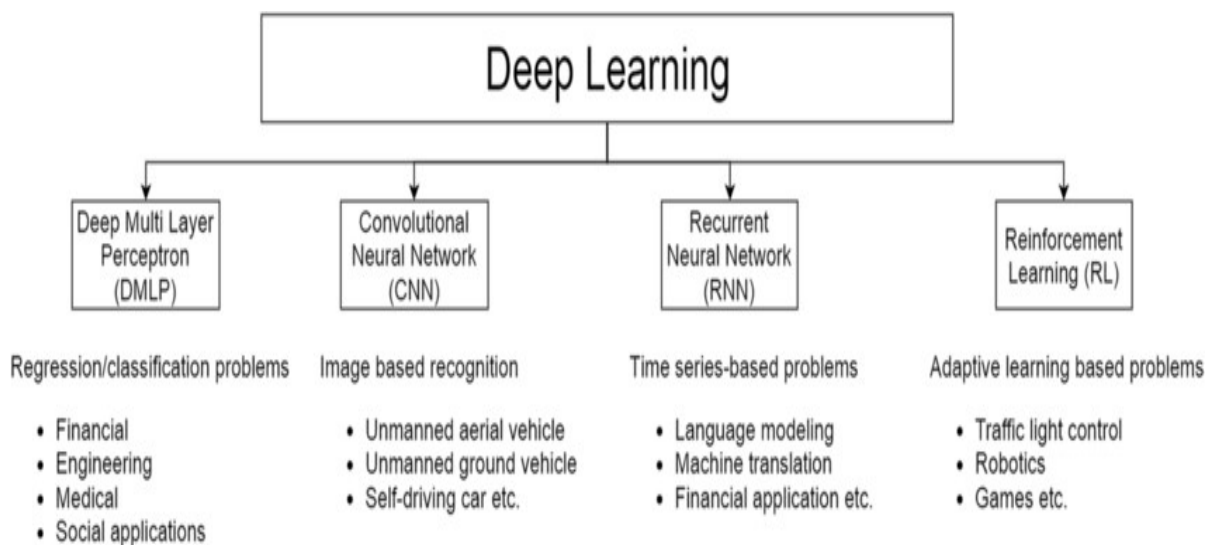 Deep Learning
Deep Multi Layer
Perceptron
(DMLP)
Convolutional
Neural Network
(CNN)
Recurrent
Neural Network
(RNN)
Reinforcement
Learning (RL)
Regression/classification problems
• Financial
• Engineering
• Medical
• Social applications
Image based recognition
• Unmanned aerial vehicle
• Unmanned ground vehicle
• Self-driving car etc.
Time series-based problems
• Language modeling
• Machine translation
• Financial application etc.
Adaptive learning based problems
• Traffic light control
• Robotics
• Games etc.